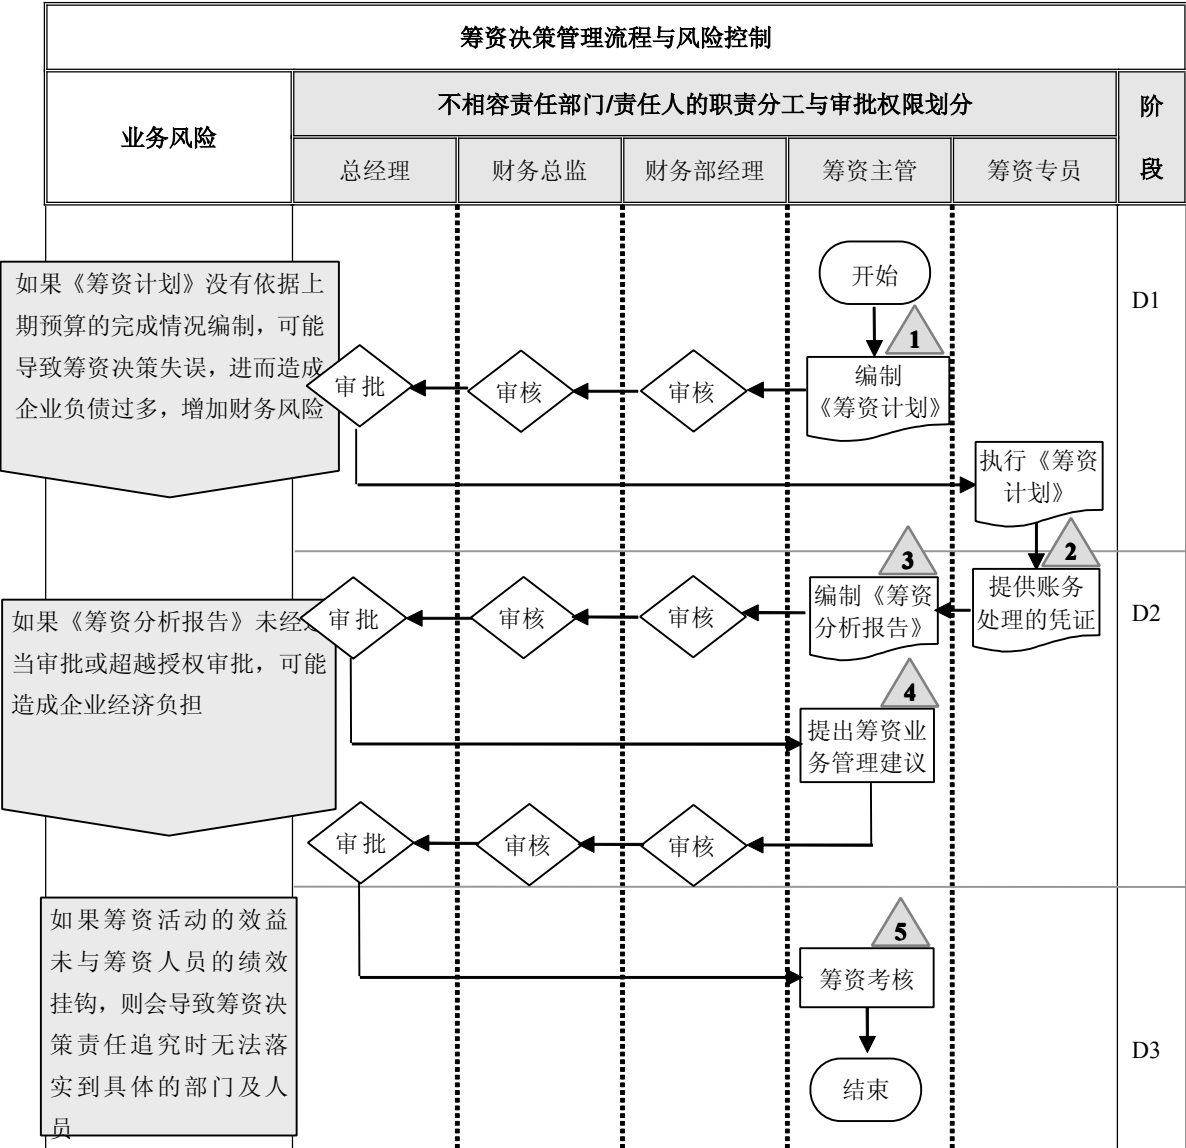 筹资决策管理流程与风险控制
业务风险
不相容责任部门/责任人的职责分工与审批权限划分
阶
段
总经理
财务总监
财务部经理
筹资主管
筹资专员
如果《筹资计划》没有依据上
期预算的完成情况编制，可能
导致筹资决策失误，进而造成
企业负债过多，增加财务风险
开始
D1
1
编制
《筹资计划》
审核
审核
审批
执行《筹资
计划》
2
提供账务
处理的凭证
D2
3
编制《筹资
分析报告》
审核
审核
审批
如果《筹资分析报告》未经
当审批或超越授权审批，可能
造成企业经济负担
4
提出筹资业
务管理建议
审核
审核
审批
如果筹资活动的效益
未与筹资人员的绩效
挂钩，则会导致筹资决
策责任追究时无法落
实到具体的部门及人
员
5
筹资考核
D3
结束